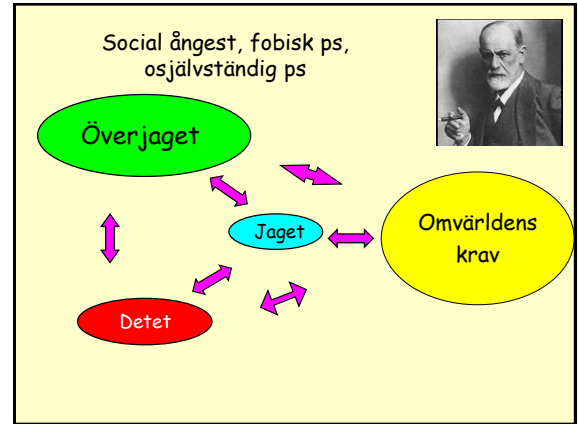 Social ångest, fobisk ps,
osjälvständig ps
Överjaget
Jaget
Omvärldens
krav
Detet